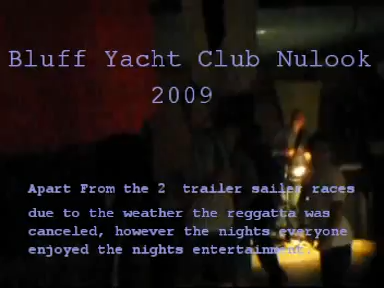 Bluff Yacht Club Nulook
2009
Apart From the 2 trailer sailer races
due to the weather the reggatta was
canceled, however the nights everyone
enjoyed the nights entertainment.